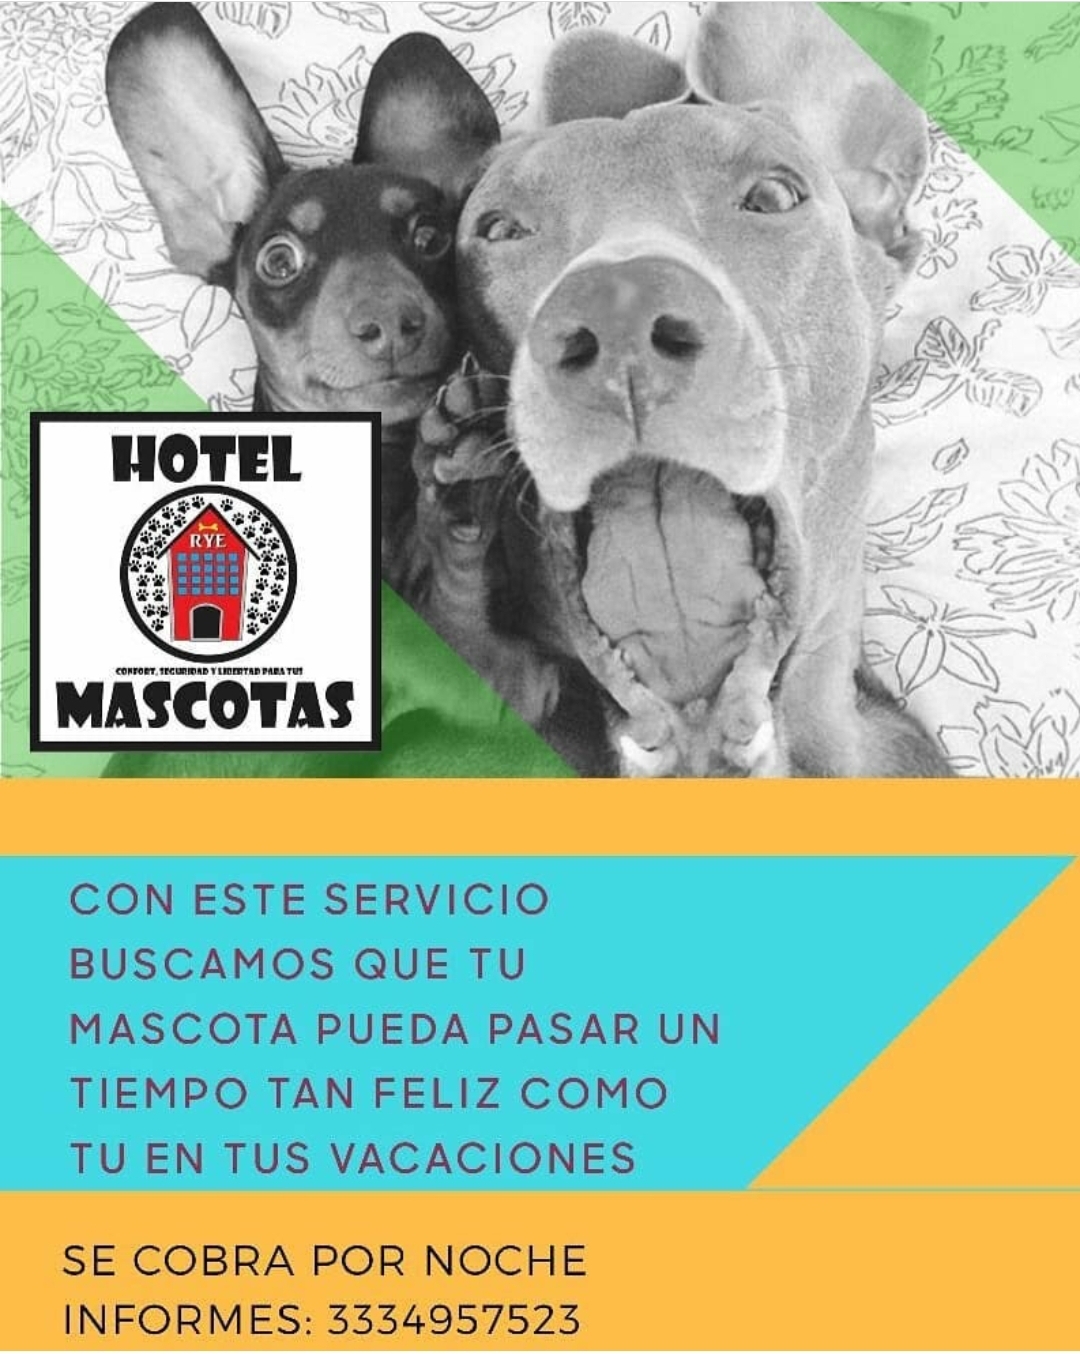 HOTEL
RYE
CONFORT, SEGURIDAD Y LIBERTAD PARA TUS
MASCOTAS
CON ESTE SERVICIO
BUSCAMOS QUE TU
MASCOTA PUEDA PASAR UN
TIEMPO TAN FELIZ COMO
TU EN TUS VACACIONES
SE COBRA POR NOCHE
INFORMES: 3334957523